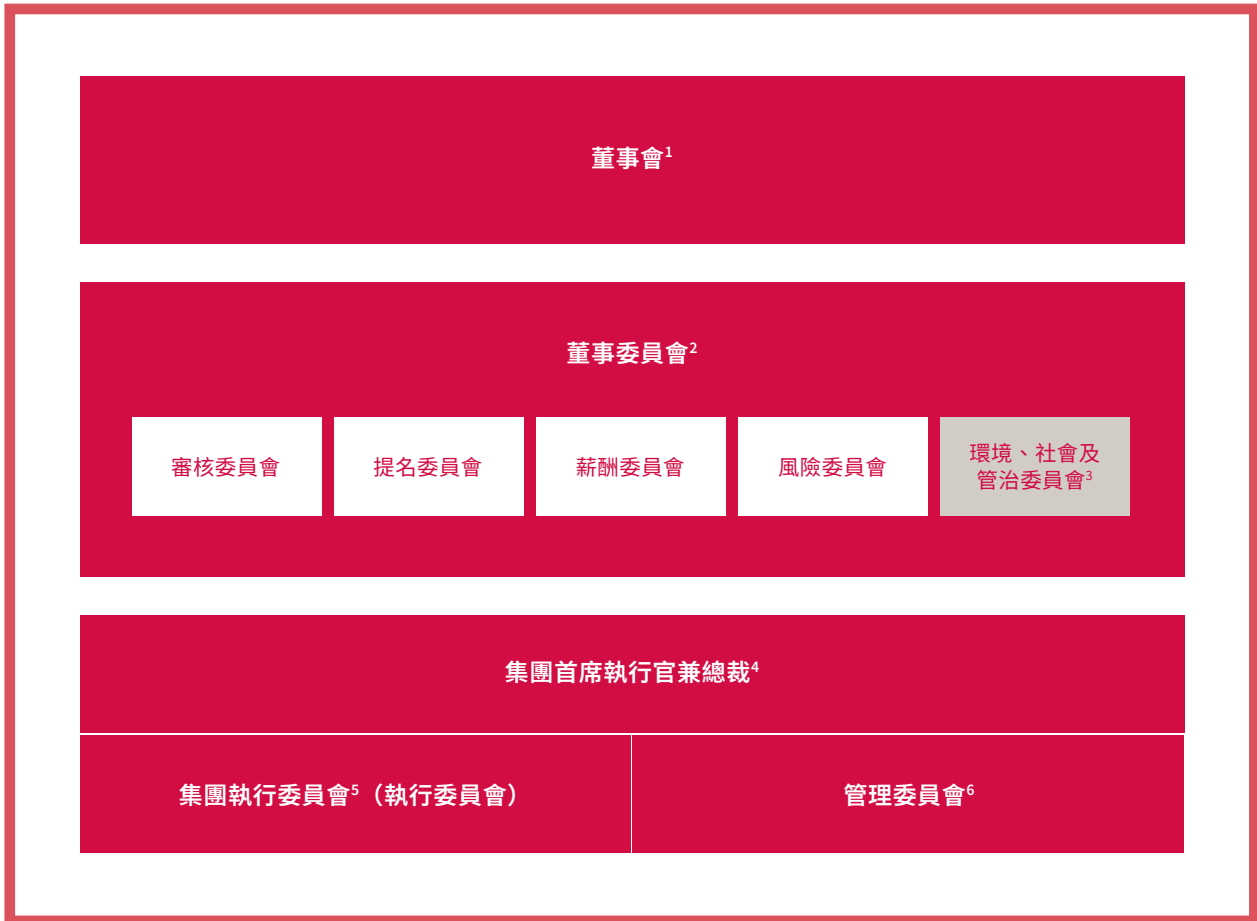 董事會¹
董事委員會²
審核委員會
提名委員會
薪酬委員會
風險委員會
環境、社會及
管治委員會³
集團首席執行官兼總裁⁴
集團執行委員會⁵（執行委員會）
管理委員會⁶